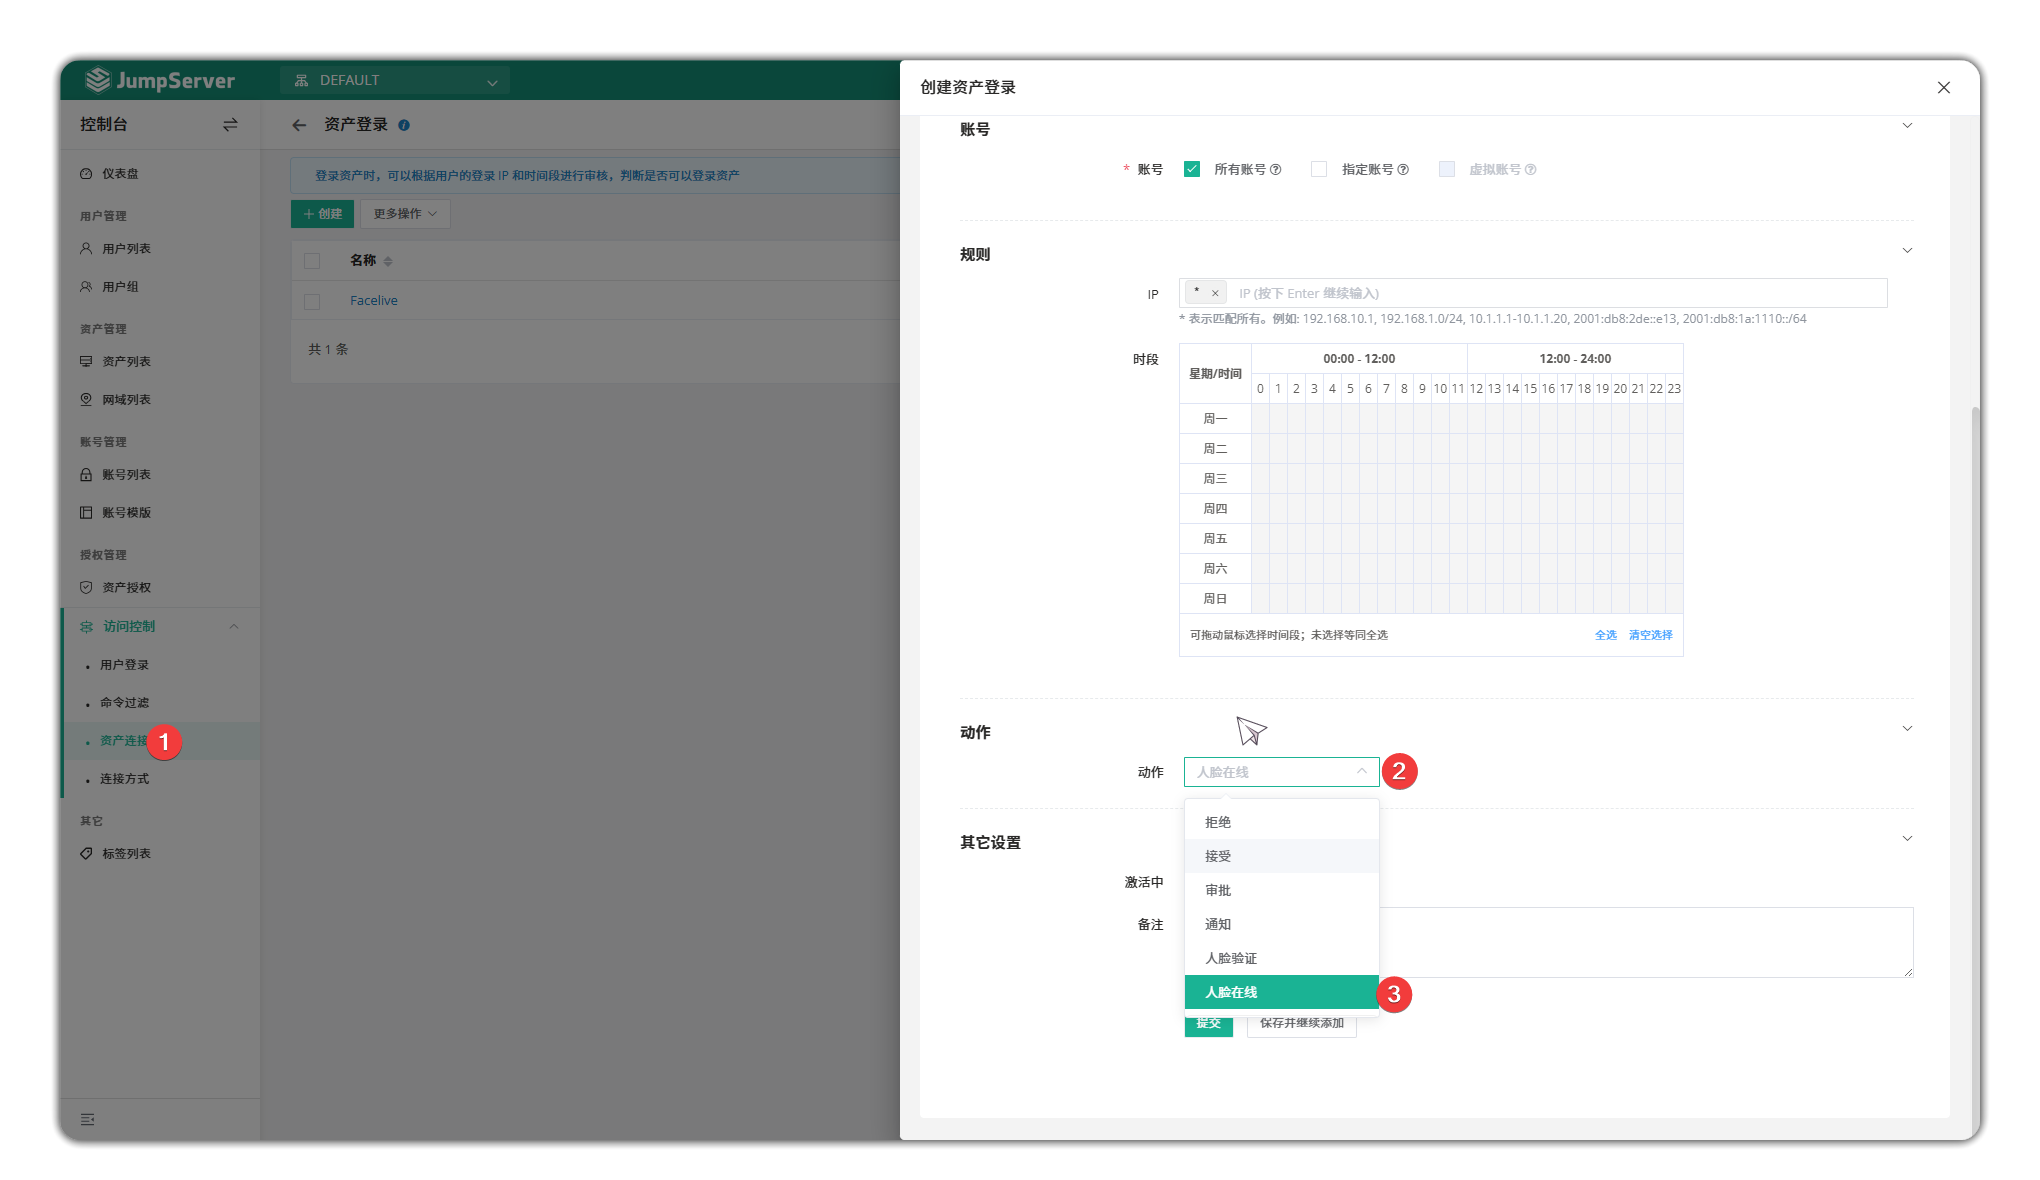 JumpServer
DEFAULT
控制台
资产登录
仪表盘
用户管理
用户列表
用户组
资产管理
资产列表
网域列表
账号管理
账号列表
账号模版
授权管理
资产授权
访问控制
用户登录
命令过滤
资产连接
1
连接方式
其它
标签列表
登录资产时，可以根据用户的登录 IP 和时间段进行审核，判断是否可以登录资产
创建
更多操作
名称
Facelive
共 1 条
创建资产登录
账号
* 账号 所有账号 指定账号 虚拟账号
规则
IP * × IP (按下 Enter 继续输入)
* 表示匹配所有。例如: 192.168.10.1, 192.168.1.0/24, 10.1.1.1-10.1.1.20, 2001:db8:2de::e13, 2001:db8:1a:1110::/64
时段 星期/时间 00:00 - 12:00 12:00 - 24:00
0 1 2 3 4 5 6 7 8 9 10 11 12 13 14 15 16 17 18 19 20 21 22 23
周一
周二
周三
周四
周五
周六
周日
可拖动鼠标选择时间段；未选择等同全选 全选 清空选择
动作
动作 人脸在线 2
拒绝
接受
审批
通知
人脸验证
人脸在线 3
其它设置
激活中
备注
提交 保存并继续添加